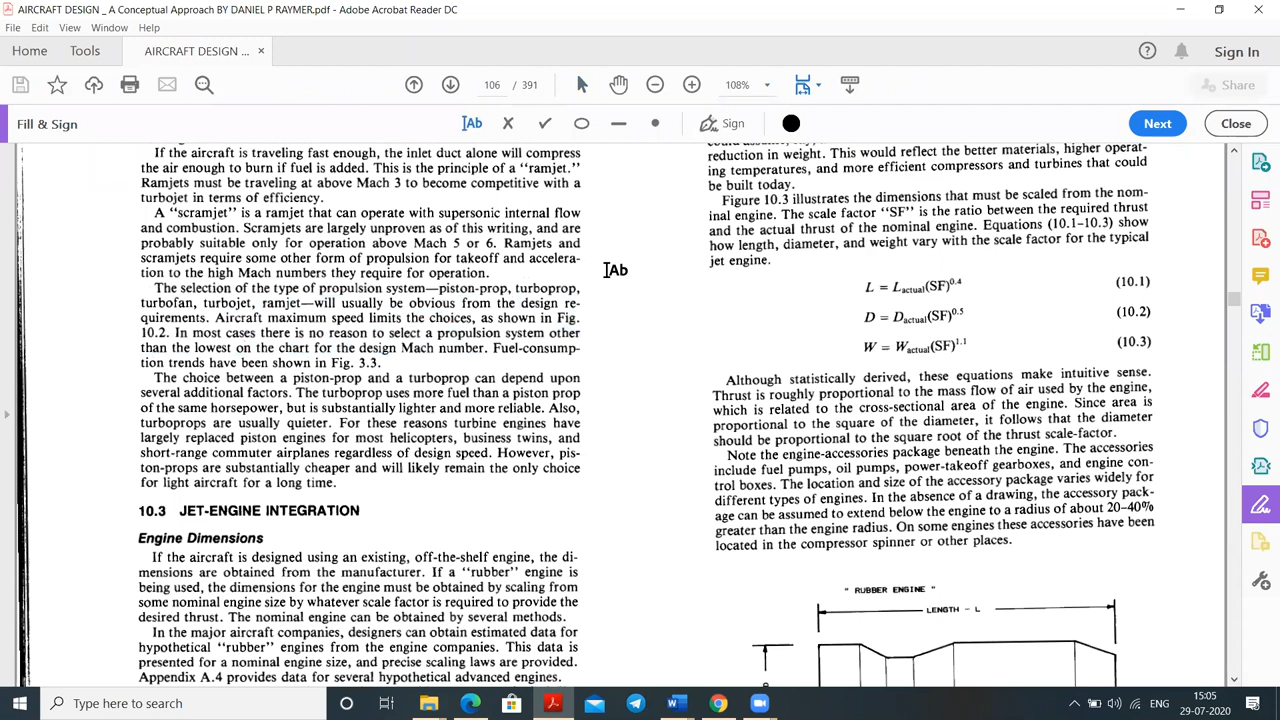 AIRCRAFT DESIGN _ A Conceptual Approach BY DANIEL P RAYMER.pdf - Adobe Acrobat Reader DC
File Edit View Window Help
Home Tools AIRCRAFT DESIGN ... × Sign In
106 / 391 108% Share
Fill & Sign Ab Sign Next Close
If the aircraft is traveling fast enough, the inlet duct alone will compress
the air enough to burn if fuel is added. This is the principle of a "ramjet."
Ramjets must be traveling at above Mach 3 to become competitive with a
turbojet in terms of efficiency.
A "scramjet" is a ramjet that can operate with supersonic internal flow
and combustion. Scramjets are largely unproven as of this writing, and are
probably suitable only for operation above Mach 5 or 6. Ramjets and
scramjets require some other form of propulsion for takeoff and accelera-
tion to the high Mach numbers they require for operation.
The selection of the type of propulsion system—piston-prop, turboprop,
turbofan, turbojet, ramjet—will usually be obvious from the design re-
quirements. Aircraft maximum speed limits the choices, as shown in Fig.
10.2. In most cases there is no reason to select a propulsion system other
than the lowest on the chart for the design Mach number. Fuel-consump-
tion trends have been shown in Fig. 3.3.
The choice between a piston-prop and a turboprop can depend upon
several additional factors. The turboprop uses more fuel than a piston prop
of the same horsepower, but is substantially lighter and more reliable. Also,
turboprops are usually quieter. For these reasons turbine engines have
largely replaced piston engines for most helicopters, business twins, and
short-range commuter airplanes regardless of design speed. However, pis-
ton-props are substantially cheaper and will likely remain the only choice
for light aircraft for a long time.
10.3 JET-ENGINE INTEGRATION
Engine Dimensions
If the aircraft is designed using an existing, off-the-shelf engine, the di-
mensions are obtained from the manufacturer. If a "rubber" engine is
being used, the dimensions for the engine must be obtained by scaling from
some nominal engine size by whatever scale factor is required to provide the
desired thrust. The nominal engine can be obtained by several methods.
In the major aircraft companies, designers can obtain estimated data for
hypothetical "rubber" engines from the engine companies. This data is
presented for a nominal engine size, and precise scaling laws are provided.
Appendix A.4 provides data for several hypothetical advanced engines.
Ab
reduction in weight. This would reflect the better materials, higher operat-
ing temperatures, and more efficient compressors and turbines that could
be built today.
Figure 10.3 illustrates the dimensions that must be scaled from the nom-
inal engine. The scale factor "SF" is the ratio between the required thrust
and the actual thrust of the nominal engine. Equations (10.1-10.3) show
how length, diameter, and weight vary with the scale factor for the typical
jet engine.
L = Lactual(SF)^0.4 (10.1)
D = Dactual(SF)^0.5 (10.2)
W = Wactual(SF)^1.1 (10.3)
Although statistically derived, these equations make intuitive sense.
Thrust is roughly proportional to the mass flow of air used by the engine,
which is related to the cross-sectional area of the engine. Since area is
proportional to the square of the diameter, it follows that the diameter
should be proportional to the square root of the thrust scale-factor.
Note the engine-accessories package beneath the engine. The accessories
include fuel pumps, oil pumps, power-takeoff gearboxes, and engine con-
trol boxes. The location and size of the accessory package varies widely for
different types of engines. In the absence of a drawing, the accessory pack-
age can be assumed to extend below the engine to a radius of about 20-40%
greater than the engine radius. On some engines these accessories have been
located in the compressor spinner or other places.
" RUBBER ENGINE "
LENGTH - L
Type here to search
ENG
15:05
29-07-2020